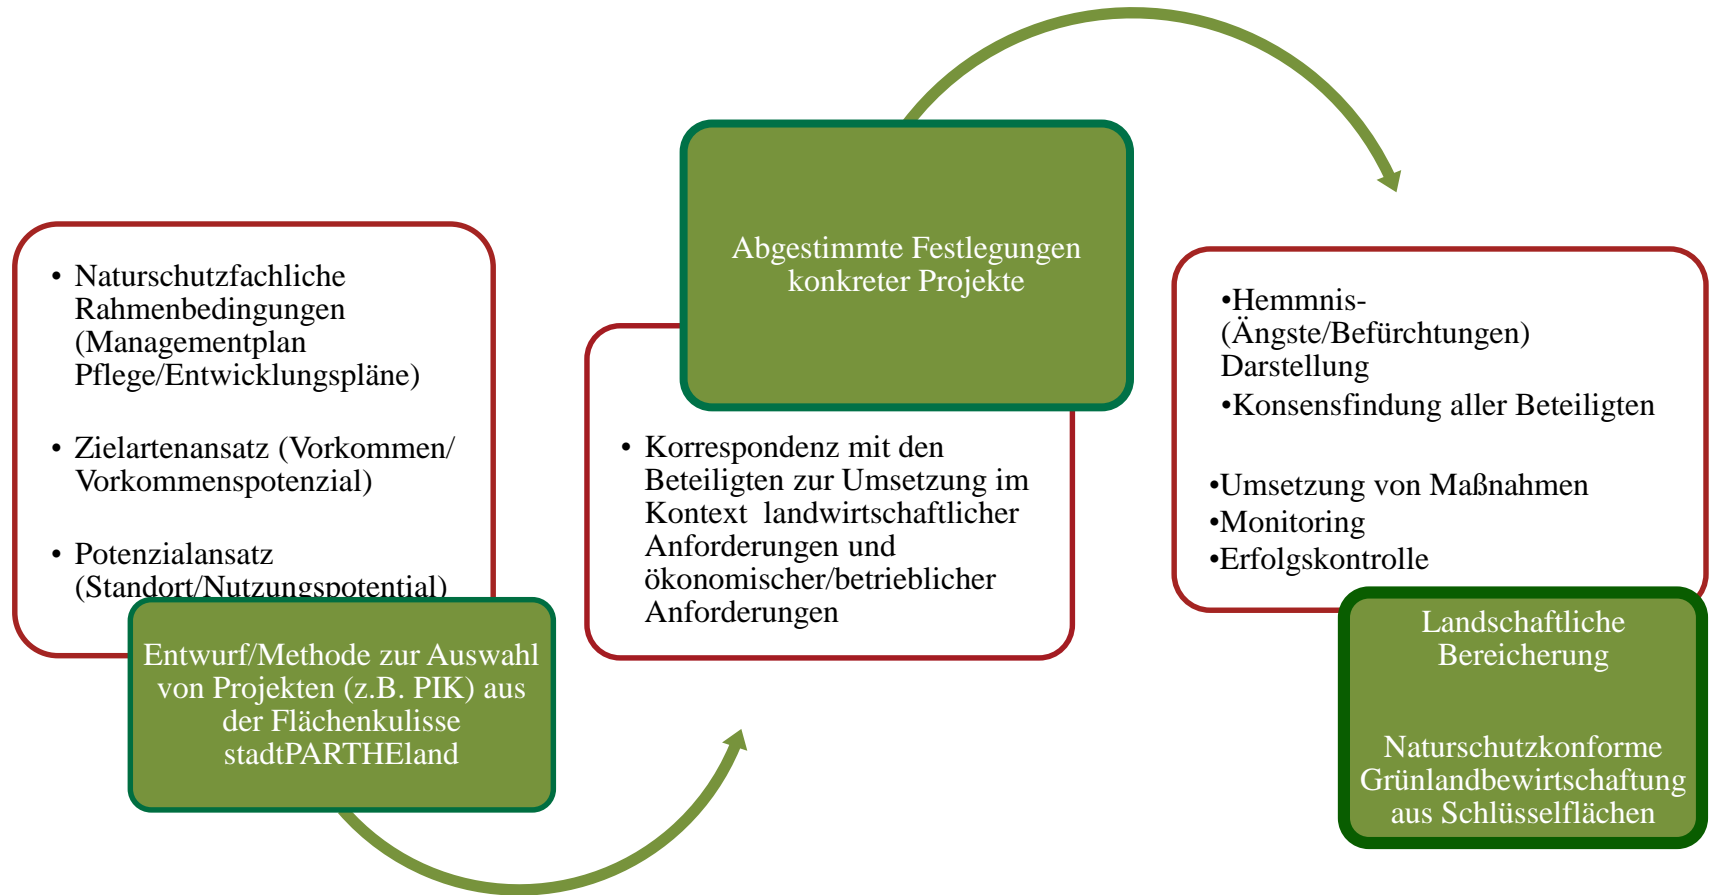 • Naturschutzfachliche
Rahmenbedingungen
(Managementplan
Pflege/Entwicklungspläne)
• Zielartenansatz (Vorkommen/
Vorkommenspotenzial)
• Potenzialansatz
(Standort/Nutzungspotential)
Entwurf/Methode zur Auswahl
von Projekten (z.B. PIK) aus
der Flächenkulisse
stadtPARTHEland
Abgestimmte Festlegungen
konkreter Projekte
• Korrespondenz mit den
Beteiligten zur Umsetzung im
Kontext landwirtschaftlicher
Anforderungen und
ökonomischer/betrieblicher
Anforderungen
•Hemmnis-
(Ängste/Befürchtungen)
Darstellung
•Konsensfindung aller Beteiligten
•Umsetzung von Maßnahmen
•Monitoring
•Erfolgskontrolle
Landschaftliche
Bereicherung
Naturschutzkonforme
Grünlandbewirtschaftung
aus Schlüsselflächen